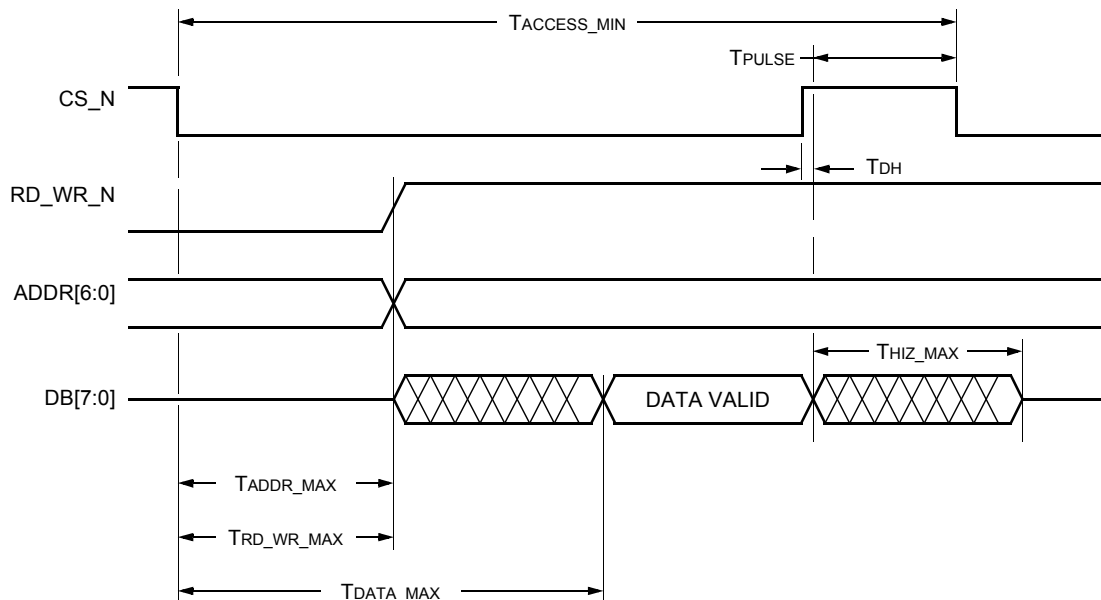 TACCESS_MIN
TPULSE
CS_N
TDH
RD_WR_N
ADDR[6:0]
THIZ_MAX
DB[7:0]
DATA VALID
TADDR_MAX
TRD_WR_MAX
TDATA_MAX